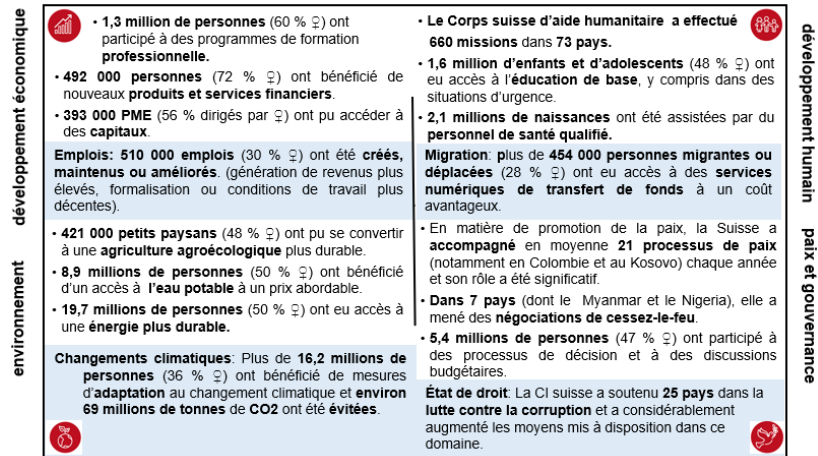 développement économique
• 1,3 million de personnes (60 % ♀) ont
participé à des programmes de formation
professionnelle.
• 492 000 personnes (72 % ♀) ont bénéficié de
nouveaux produits et services financiers.
• 393 000 PME (56 % dirigés par ♀) ont pu accéder à
des capitaux.
Emplois: 510 000 emplois (30 % ♀) ont été créés,
maintenus ou améliorés. (génération de revenus plus
élevés, formalisation ou conditions de travail plus
décentes).
environnement
• 421 000 petits paysans (48 % ♀) ont pu se convertir
à une agriculture agroécologique plus durable.
• 8,9 millions de personnes (50 % ♀) ont bénéficié
d'un accès à l'eau potable à un prix abordable.
• 19,7 millions de personnes (50 % ♀) ont eu accès à
une énergie plus durable.
Changements climatiques: Plus de 16,2 millions de
personnes (36 % ♀) ont bénéficié de mesures
d'adaptation au changement climatique et environ
69 millions de tonnes de CO2 ont été évitées.
développement humain
• Le Corps suisse d'aide humanitaire a effectué
660 missions dans 73 pays.
• 1,6 million d'enfants et d'adolescents (48 % ♀) ont
eu accès à l'éducation de base, y compris dans des
situations d'urgence.
• 2,1 millions de naissances ont été assistées par du
personnel de santé qualifié.
Migration: plus de 454 000 personnes migrantes ou
déplacées (28 % ♀) ont eu accès à des services
numériques de transfert de fonds à un coût
avantageux.
paix et gouvernance
• En matière de promotion de la paix, la Suisse a
accompagné en moyenne 21 processus de paix
(notamment en Colombie et au Kosovo) chaque année
et son rôle a été significatif.
• Dans 7 pays (dont le Myanmar et le Nigeria), elle a
mené des négociations de cessez-le-feu.
• 5,4 millions de personnes (47 % ♀) ont participé à
des processus de décision et à des discussions
budgétaires.
État de droit: La CI suisse a soutenu 25 pays dans la
lutte contre la corruption et a considérablement
augmenté les moyens mis à disposition dans ce
domaine.